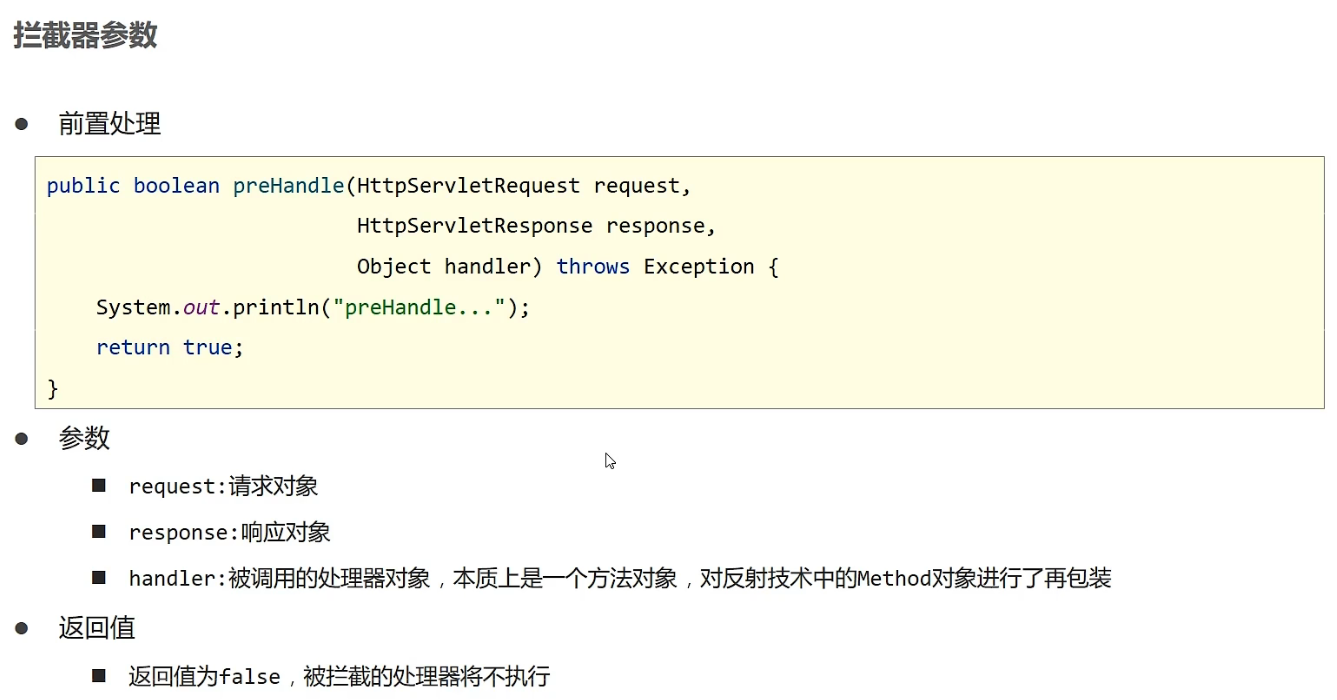 拦截器参数
前置处理
public boolean preHandle(HttpServletRequest request,
HttpServletResponse response,
Object handler) throws Exception {
System.out.println("preHandle...");
return true;
}
参数
request:请求对象
response:响应对象
handler:被调用的处理器对象，本质上是一个方法对象，对反射技术中的Method对象进行了再包装
返回值
返回值为false，被拦截的处理器将不执行